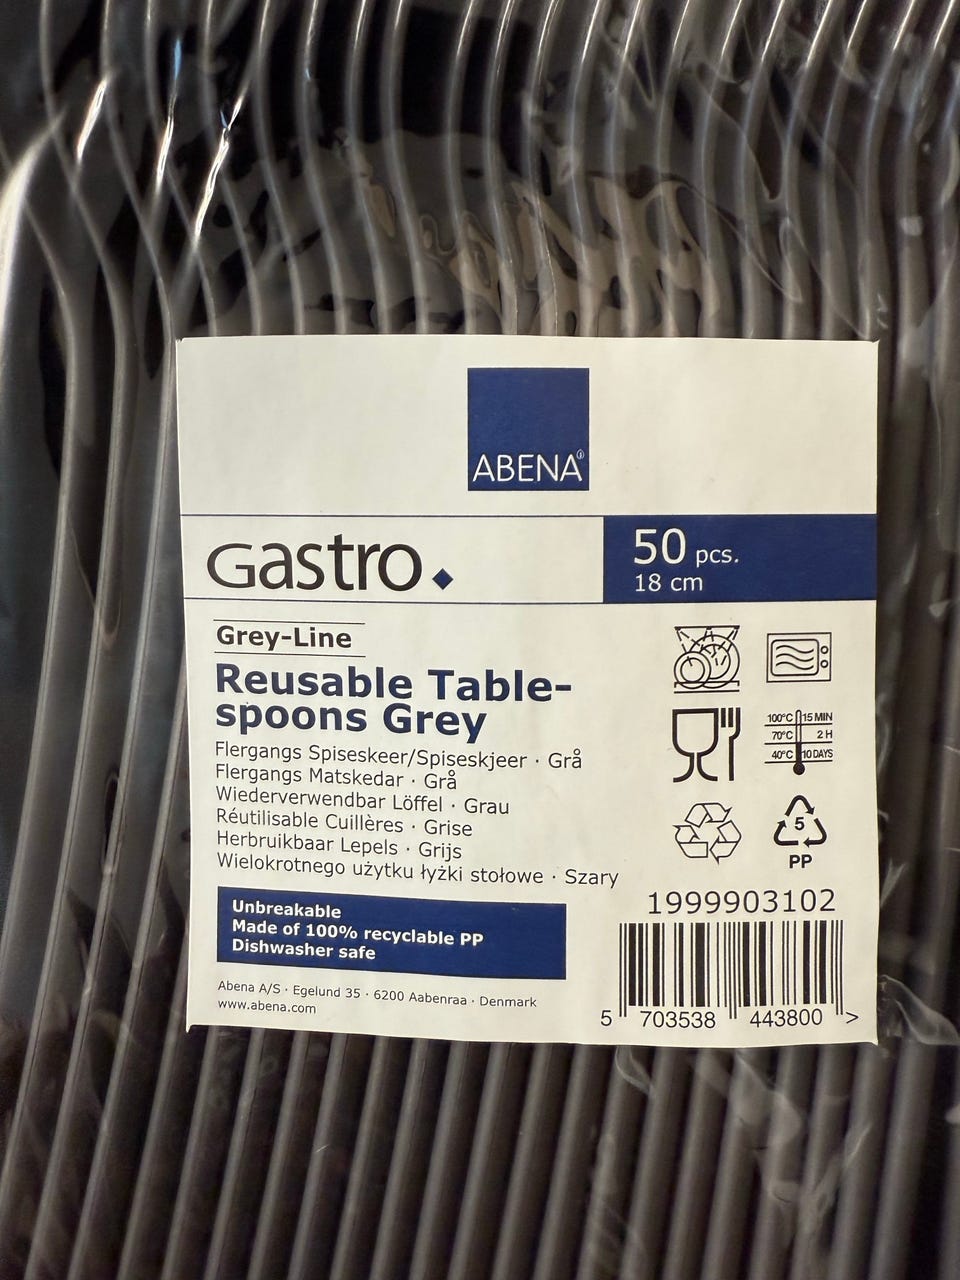 ABENA®
Gastro
50 pcs.
18 cm
Grey-Line
Reusable Table-
spoons Grey
Flergangs Spiseskeer/Spiseskjeer · Grå
Flergangs Matskedar · Grå
Wiederverwendbar Löffel · Grau
Réutilisable Cuillères · Grise
Herbruikbaar Lepels · Grijs
Wielokrotnego użytku łyżki stołowe · Szary
Unbreakable
Made of 100% recyclable PP
Dishwasher safe
Abena A/S · Egelund 35 · 6200 Aabenraa · Denmark
www.abena.com
100°C 15 MIN
70°C 2 H
40°C 10 DAYS
5
PP
1999903102
5 703538 443800 >